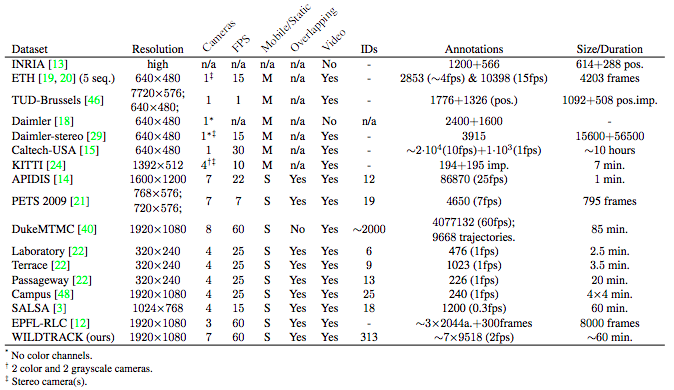 Dataset Resolution Cameras FPS Mobile/Static Overlapping Video IDs Annotations Size/Duration
INRIA [13] high n/a n/a n/a n/a No - 1200+566 614+288 pos.
ETH [19, 20] (5 seq.) 640×480 1‡ 15 M n/a Yes - 2853 (∼4fps) & 10398 (15fps) 4203 frames
TUD-Brussels [46] 7720×576; 640×480; 1 1 M n/a Yes - 1776+1326 (pos.) 1092+508 pos.imp.
Daimler [18] 640×480 1* n/a M n/a No n/a 2400+1600 -
Daimler-stereo [29] 640×480 1*‡ 15 M n/a Yes - 3915 15600+56500
Caltech-USA [15] 640×480 1 30 M n/a Yes - ∼2·10⁴(10fps)+1·10³(1fps) ∼10 hours
KITTI [24] 1392×512 4†‡ 10 M n/a Yes - 194+195 imp. 7 min.
APIDIS [14] 1600×1200 7 22 S Yes Yes 12 86870 (25fps) 1 min.
PETS 2009 [21] 768×576; 720×576; 7 7 S Yes Yes 19 4650 (7fps) 795 frames
DukeMTMC [40] 1920×1080 8 60 S No Yes ∼2000 4077132 (60fps); 9668 trajectories. 85 min.
Laboratory [22] 320×240 4 25 S Yes Yes 6 476 (1fps) 2.5 min.
Terrace [22] 320×240 4 25 S Yes Yes 9 1023 (1fps) 3.5 min.
Passageway [22] 320×240 4 25 S Yes Yes 13 226 (1fps) 20 min.
Campus [48] 1920×1080 4 25 S Yes Yes 25 240 (1fps) 4×4 min.
SALSA [3] 1024×768 4 15 S Yes Yes 18 1200 (0.3fps) 60 min.
EPFL-RLC [12] 1920×1080 3 60 S Yes Yes - ∼3×2044a.+300frames 8000 frames
WILDTRACK (ours) 1920×1080 7 60 S Yes Yes 313 ∼7×9518 (2fps) ∼60 min.
* No color channels.
† 2 color and 2 grayscale cameras.
‡ Stereo camera(s).